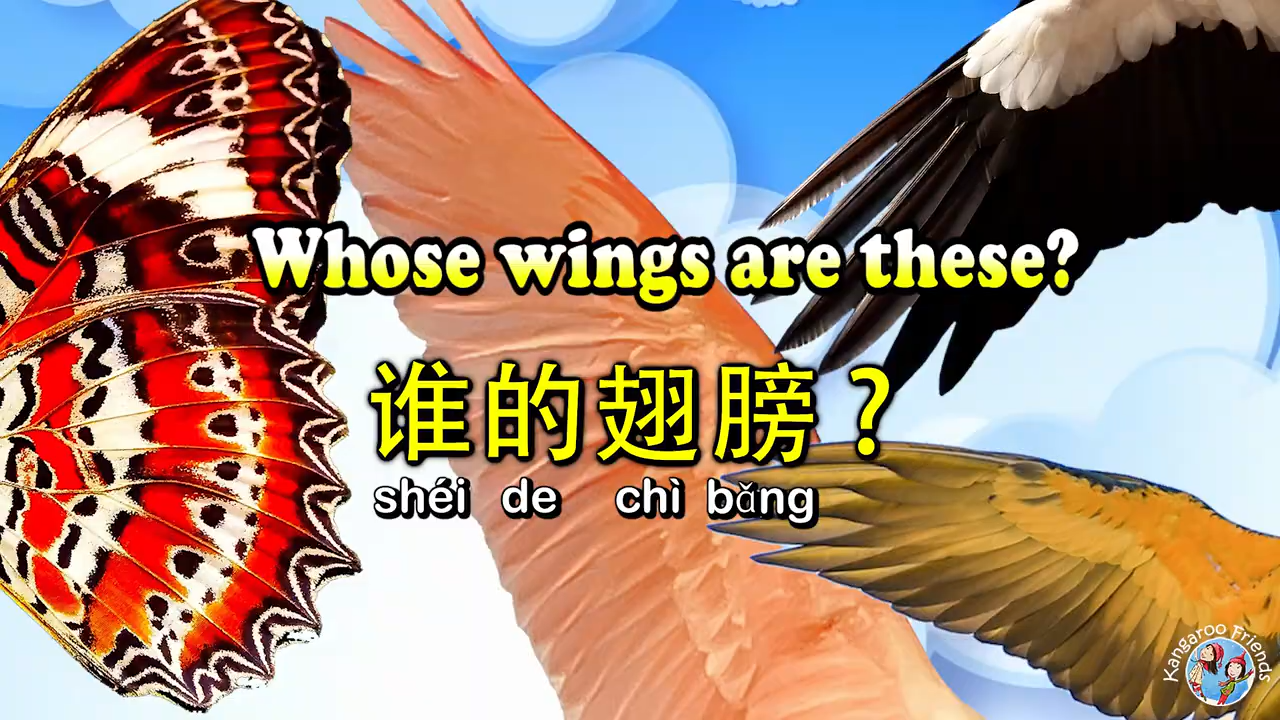 Whose wings are these?
谁的翅膀？
shéi de chì bǎng
Kangaroo Friends